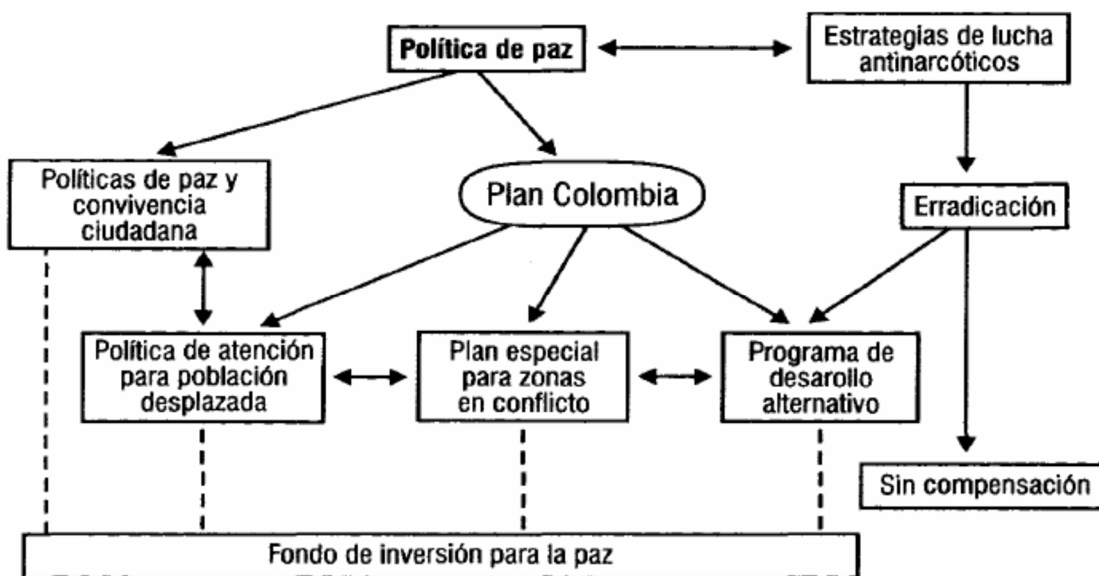 Política de paz
Estrategias de lucha
antinarcóticos
Políticas de paz y
convivencia
ciudadana
Plan Colombia
Erradicación
Política de atención
para población
desplazada
Plan especial
para zonas
en conflicto
Programa de
desarollo
alternativo
Sin compensación
Fondo de inversión para la paz